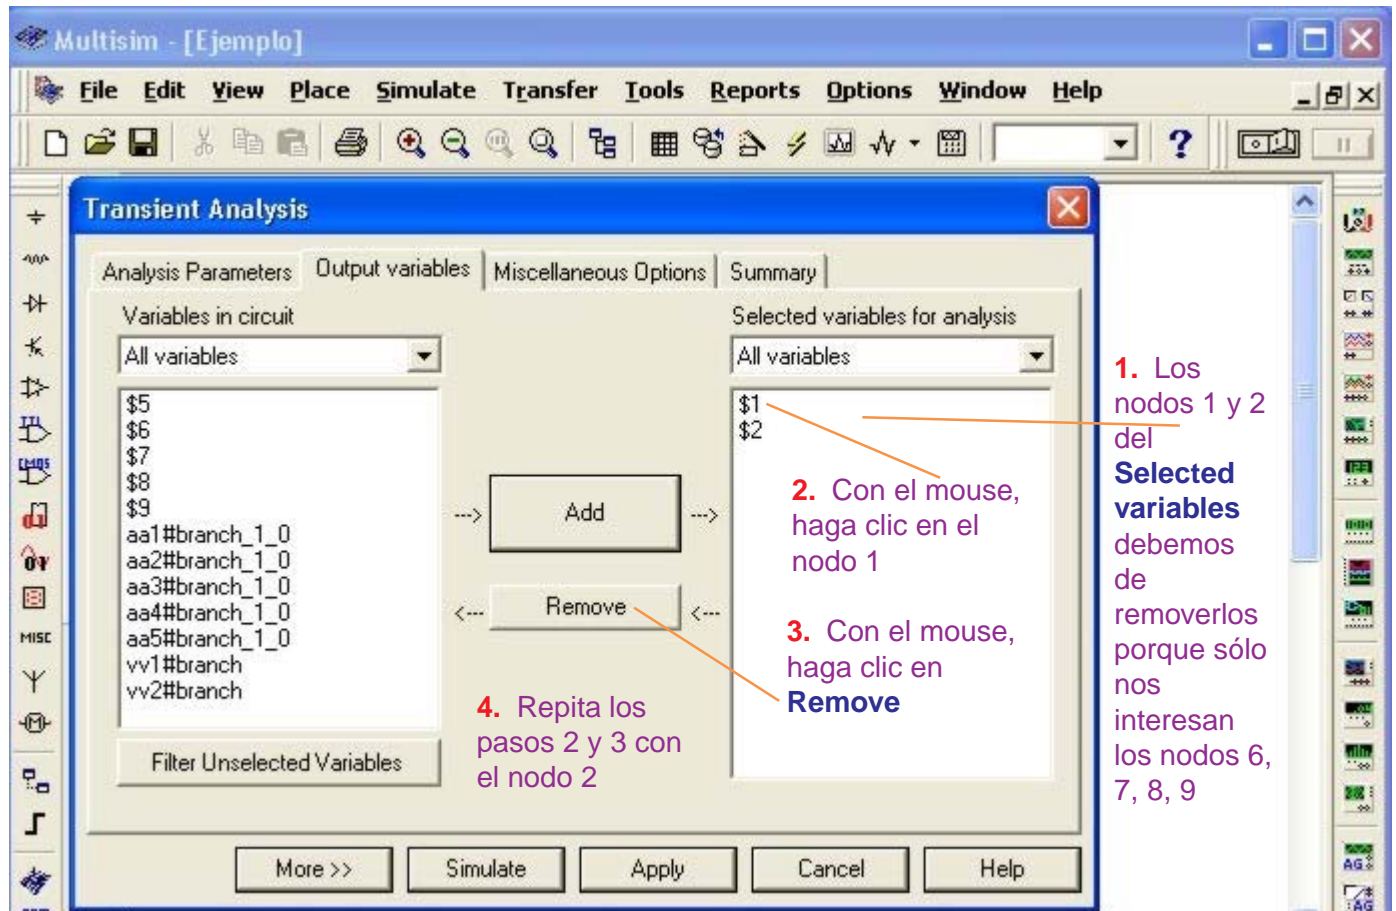 Multisim - [Ejemplo]
File Edit View Place Simulate Transfer Tools Reports Options Window Help
Transient Analysis
Analysis Parameters Output variables Miscellaneous Options Summary
Variables in circuit
All variables
$5
$6
$7
$8
$9
aa1#branch_1_0
aa2#branch_1_0
aa3#branch_1_0
aa4#branch_1_0
aa5#branch_1_0
vv1#branch
vv2#branch
Filter Unselected Variables
---> Add --->
<--- Remove <---
Selected variables for analysis
All variables
$1
$2
1. Los
nodos 1 y 2
del
Selected
variables
debemos
de
removerlos
porque sólo
nos
interesan
los nodos 6,
7, 8, 9
2. Con el mouse,
haga clic en el
nodo 1
3. Con el mouse,
haga clic en
Remove
4. Repita los
pasos 2 y 3 con
el nodo 2
More >> Simulate Apply Cancel Help
TTL
CMOS
MISC
AG
AG